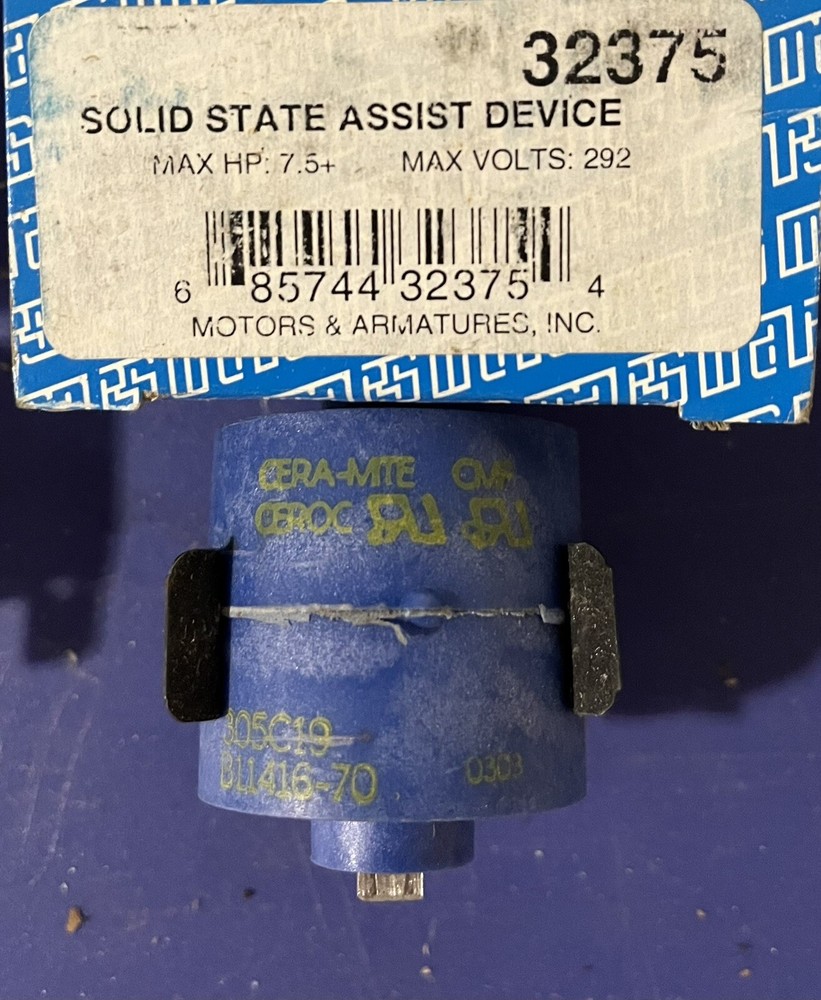 32375
SOLID STATE ASSIST DEVICE
MAX HP: 7.5+ MAX VOLTS: 292
6 85744 32375 4
MOTORS & ARMATURES, INC.
CERA-MITE
CEROC
305C19
B11416-70 0303